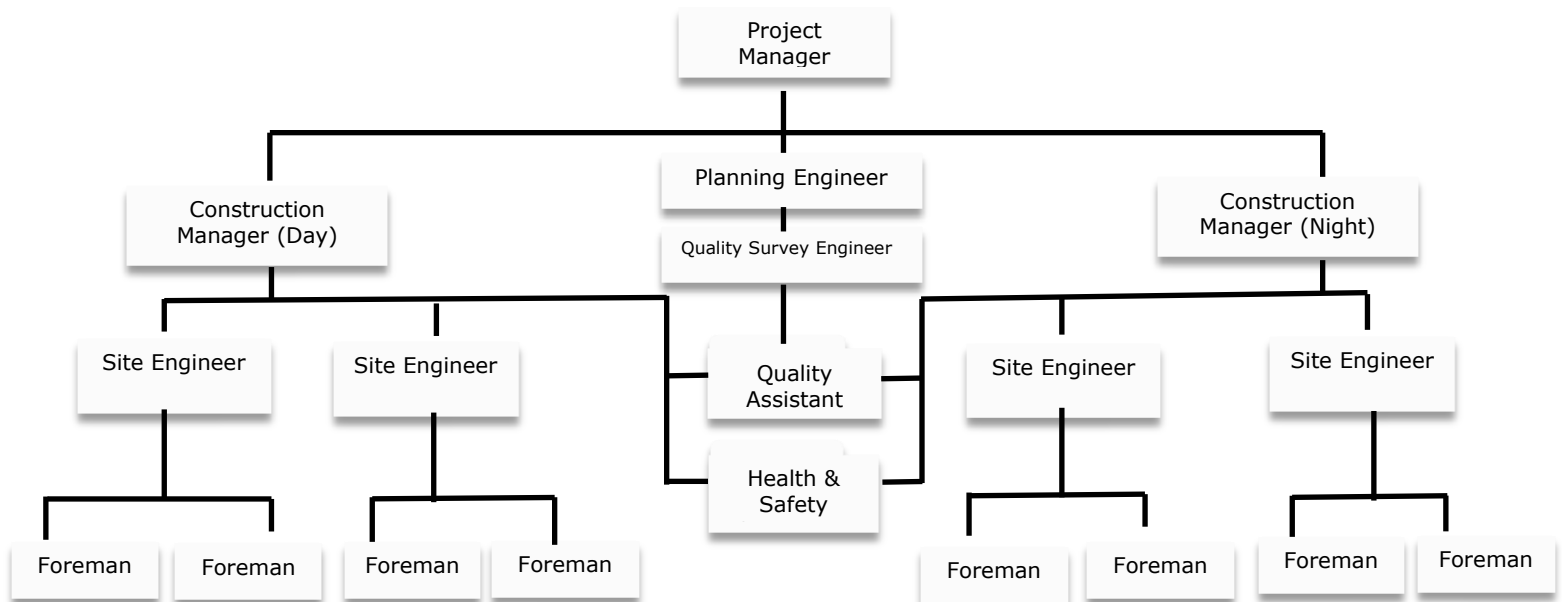 Project
Manager
Planning Engineer
Construction
Manager (Day)
Construction
Manager (Night)
Quality Survey Engineer
Site Engineer
Site Engineer
Quality
Assistant
Site Engineer
Site Engineer
Health &
Safety
Foreman
Foreman
Foreman
Foreman
Foreman
Foreman
Foreman
Foreman